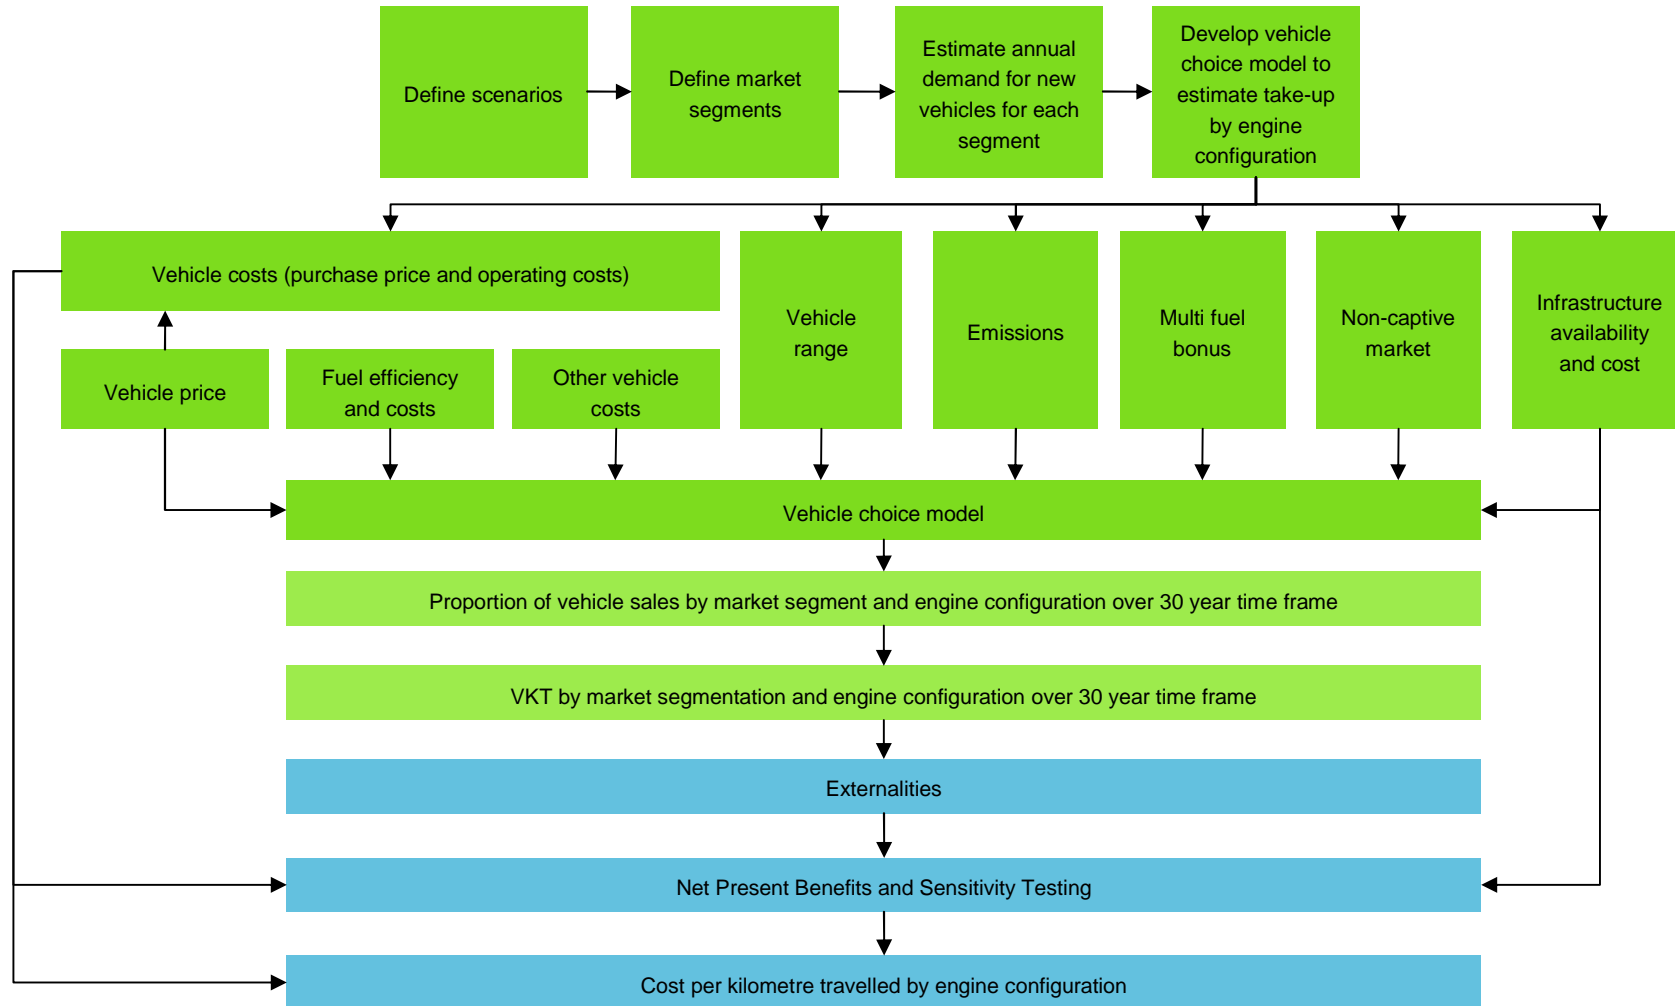 Define scenarios
Define market
segments
Estimate annual
demand for new
vehicles for each
segment
Develop vehicle
choice model to
estimate take-up
by engine
configuration
Vehicle costs (purchase price and operating costs)
Vehicle price
Fuel efficiency
and costs
Other vehicle
costs
Vehicle
range
Emissions
Multi fuel
bonus
Non-captive
market
Infrastructure
availability
and cost
Vehicle choice model
Proportion of vehicle sales by market segment and engine configuration over 30 year time frame
VKT by market segmentation and engine configuration over 30 year time frame
Externalities
Net Present Benefits and Sensitivity Testing
Cost per kilometre travelled by engine configuration